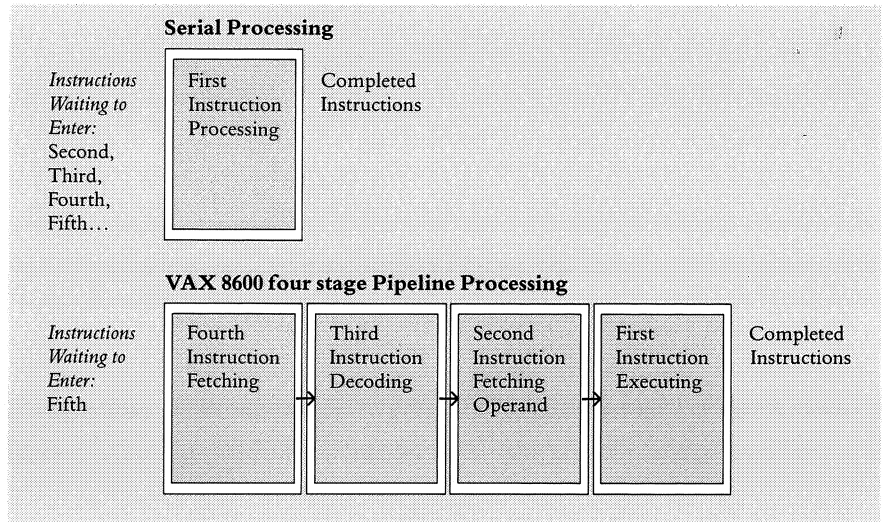 Serial Processing
Instructions
Waiting to
Enter:
Second,
Third,
Fourth,
Fifth...
First
Instruction
Processing
Completed
Instructions
VAX 8600 four stage Pipeline Processing
Instructions
Waiting to
Enter:
Fifth
Fourth
Instruction
Fetching
Third
Instruction
Decoding
Second
Instruction
Fetching
Operand
First
Instruction
Executing
Completed
Instructions